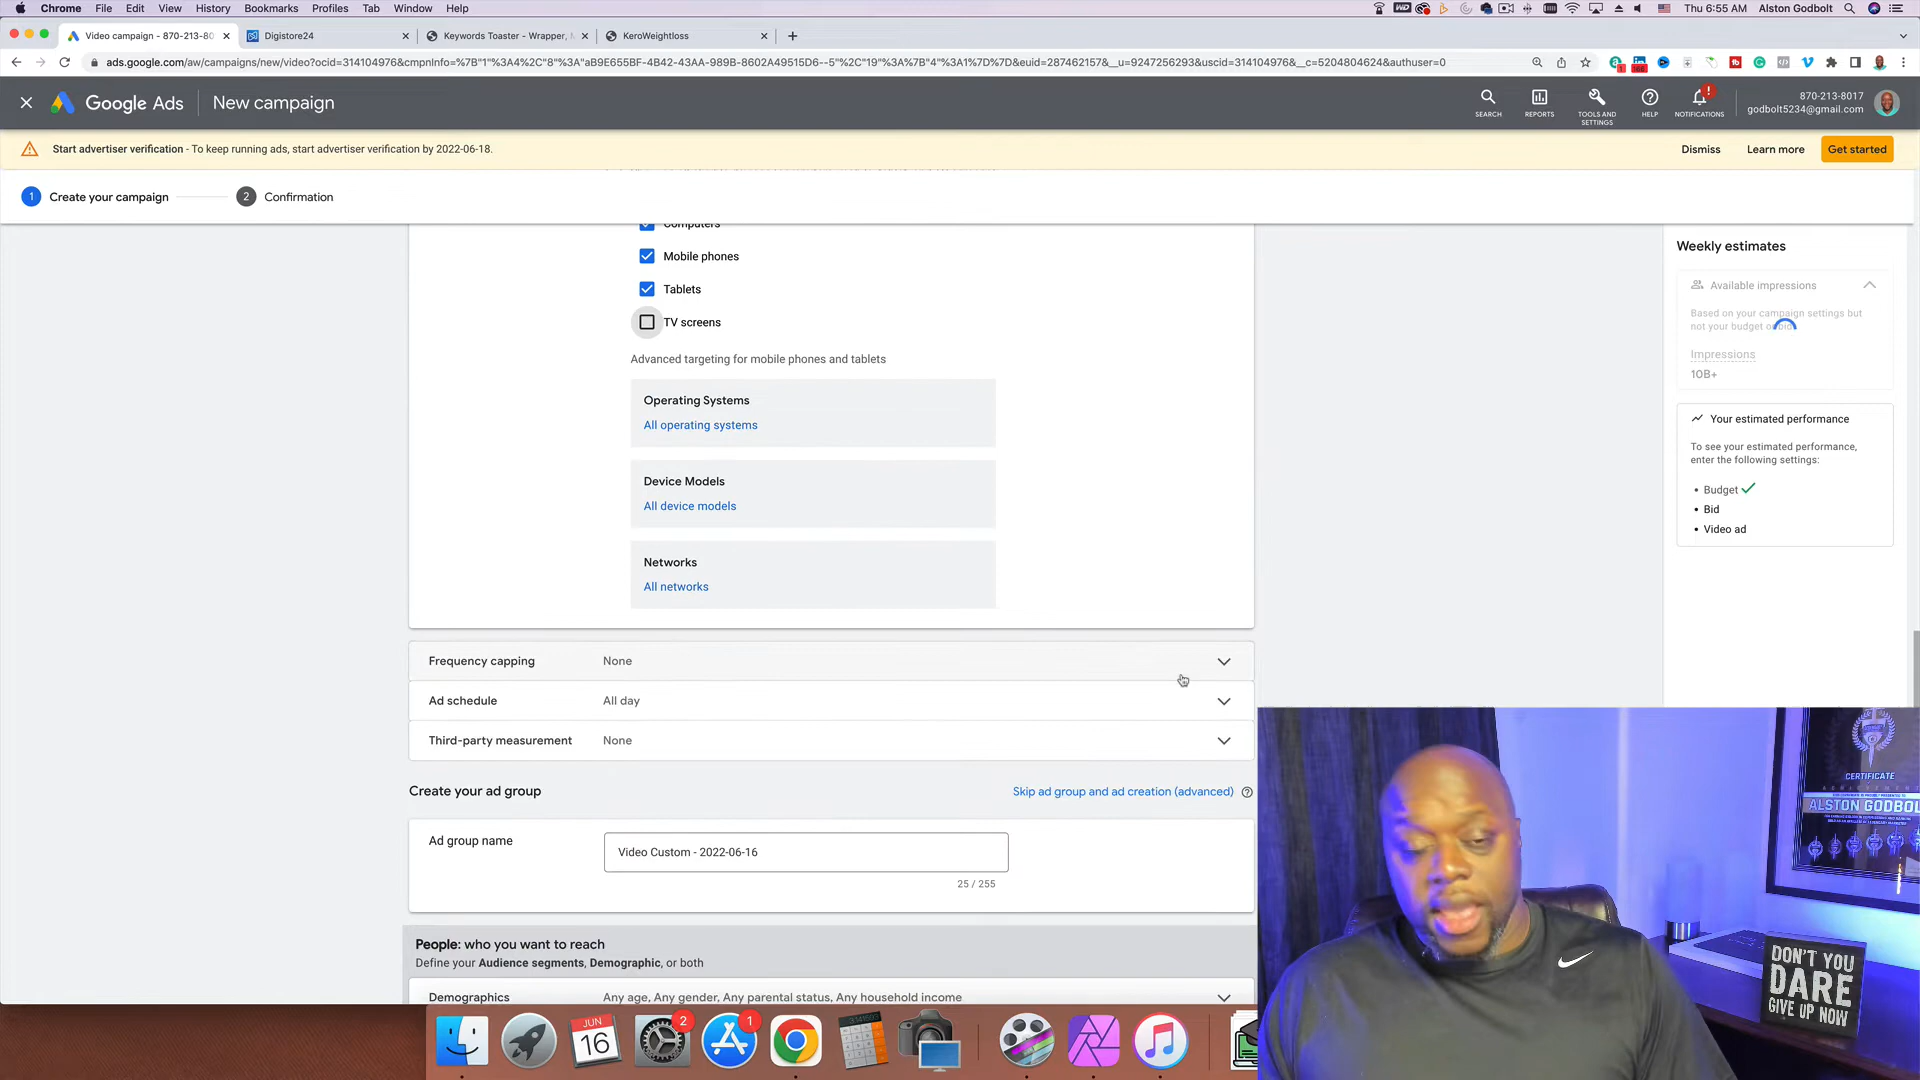 Chrome File Edit View History Bookmarks Profiles Tab Window Help
Thu 6:55 AM Alston Godbolt
Video campaign - 870-213-80
Digistore24
Keywords Toaster - Wrapper,
KeroWeightloss
ads.google.com/aw/campaigns/new/video?ocid=314104976&cmpnInfo=%7B"1"%3A4%2C"8"%3A"aB9E655BF-4B42-43AA-989B-8602A49515D6--5"%2C"19"%3A%7B"4"%3A1%7D%7D&euid=287462157&__u=9247256293&uscid=314104976&__c=5204804624&authuser=0
Google Ads New campaign
SEARCH
REPORTS
TOOLS AND SETTINGS
HELP
NOTIFICATIONS
870-213-8017
godbolt5234@gmail.com
Start advertiser verification - To keep running ads, start advertiser verification by 2022-06-18.
Dismiss
Learn more
Get started
1 Create your campaign
2 Confirmation
Computers
Mobile phones
Tablets
TV screens
Advanced targeting for mobile phones and tablets
Operating Systems
All operating systems
Device Models
All device models
Networks
All networks
Frequency capping None
Ad schedule All day
Third-party measurement None
Create your ad group
Skip ad group and ad creation (advanced)
Ad group name
Video Custom - 2022-06-16
25 / 255
People: who you want to reach
Define your Audience segments, Demographic, or both
Demographics Any age, Any gender, Any parental status, Any household income
Weekly estimates
Available impressions
Based on your campaign settings but
not your budget or bid
Impressions
10B+
Your estimated performance
To see your estimated performance,
enter the following settings:
Budget
Bid
Video ad
JUN
16
2
1
CERTIFICATE
ALSTON GODBOL
DON'T YOU
DARE
GIVE UP NOW